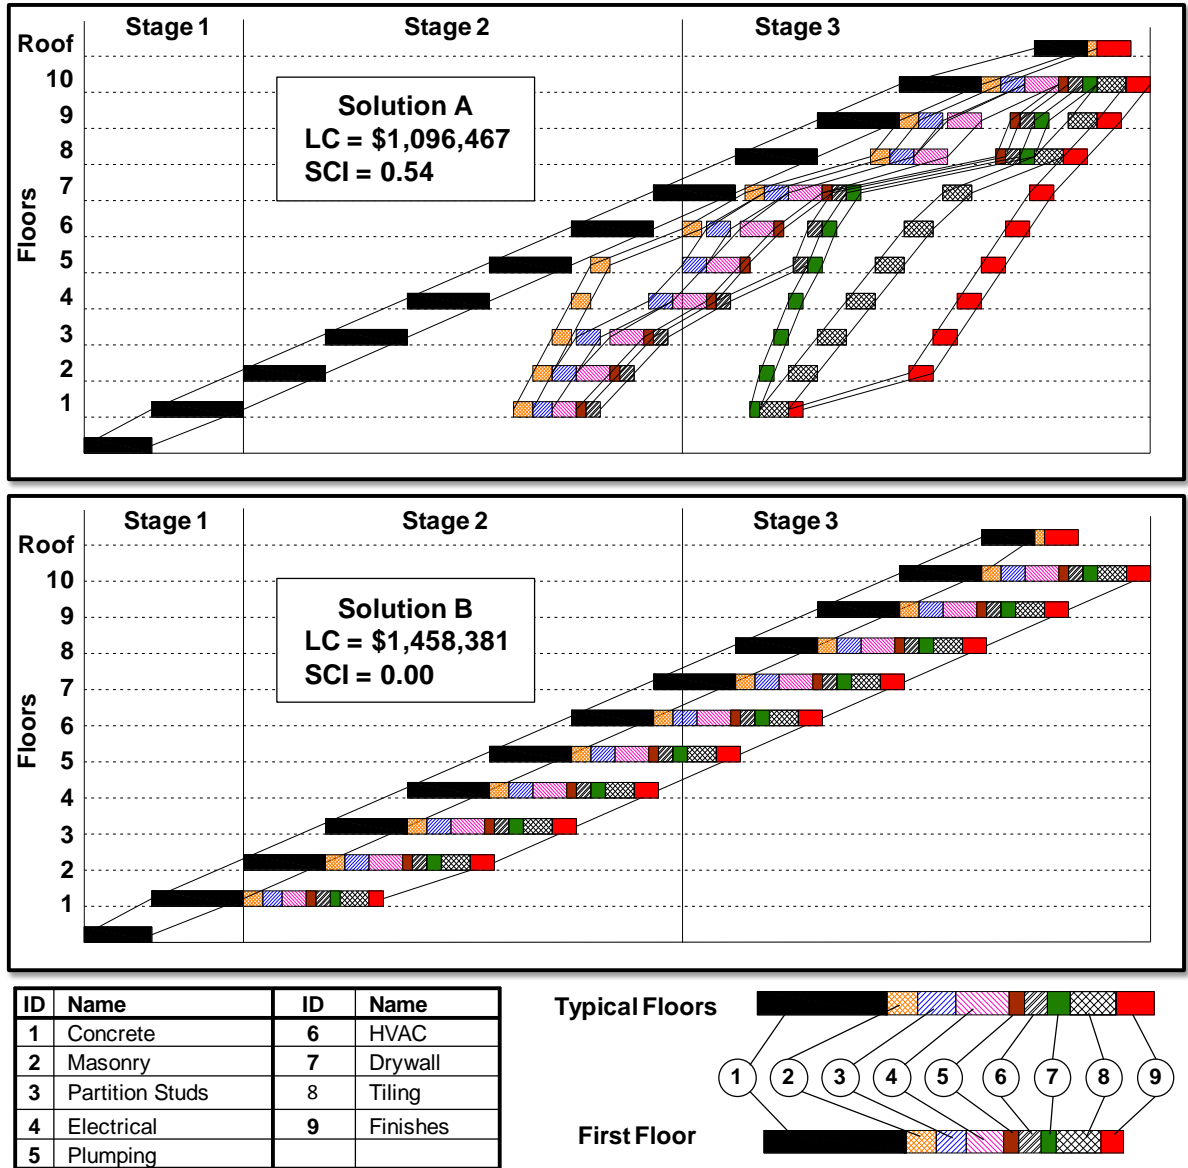 Stage 1 Stage 2 Stage 3
Roof
10
9
8
7
6
5
4
3
2
1
Floors
Solution A
LC = $1,096,467
SCI = 0.54
Stage 1 Stage 2 Stage 3
Roof
10
9
8
7
6
5
4
3
2
1
Floors
Solution B
LC = $1,458,381
SCI = 0.00
ID Name ID Name
1 Concrete 6 HVAC
2 Masonry 7 Drywall
3 Partition Studs 8 Tiling
4 Electrical 9 Finishes
5 Plumping
Typical Floors
1 2 3 4 5 6 7 8 9
First Floor